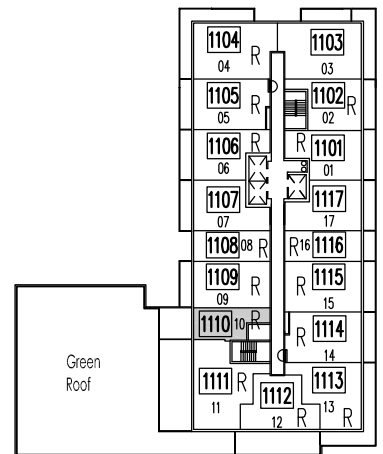 1104 R 1103
04 03
1105 R 1102 R
05 02
1106 R R 1101
06 01
1107 1117
07 17
1108 08 R R 16 1116
1109 R 1115
09 R 15
1110 10 R 1114
R 14
1111 R 1112 1113
11 12 R 13 R
Green
Roof